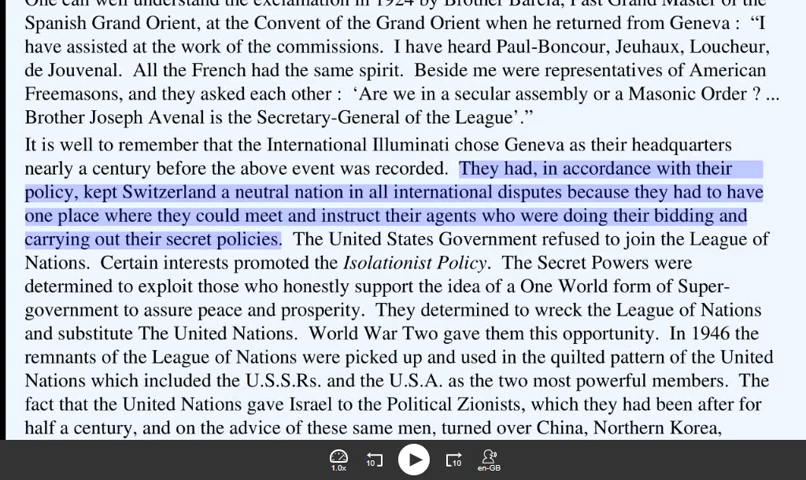 One can well understand the exclamation in 1924 by Brother Barcia, Past Grand Master of the
Spanish Grand Orient, at the Convent of the Grand Orient when he returned from Geneva : “I
have assisted at the work of the commissions. I have heard Paul-Boncour, Jeuhaux, Loucheur,
de Jouvenal. All the French had the same spirit. Beside me were representatives of American
Freemasons, and they asked each other : ‘Are we in a secular assembly or a Masonic Order ? ...
Brother Joseph Avenal is the Secretary-General of the League’.”
It is well to remember that the International Illuminati chose Geneva as their headquarters
nearly a century before the above event was recorded. They had, in accordance with their
policy, kept Switzerland a neutral nation in all international disputes because they had to have
one place where they could meet and instruct their agents who were doing their bidding and
carrying out their secret policies. The United States Government refused to join the League of
Nations. Certain interests promoted the Isolationist Policy. The Secret Powers were
determined to exploit those who honestly support the idea of a One World form of Super-
government to assure peace and prosperity. They determined to wreck the League of Nations
and substitute The United Nations. World War Two gave them this opportunity. In 1946 the
remnants of the League of Nations were picked up and used in the quilted pattern of the United
Nations which included the U.S.S.Rs. and the U.S.A. as the two most powerful members. The
fact that the United Nations gave Israel to the Political Zionists, which they had been after for
half a century, and on the advice of these same men, turned over China, Northern Korea,
1.0x 10 10 en-GB